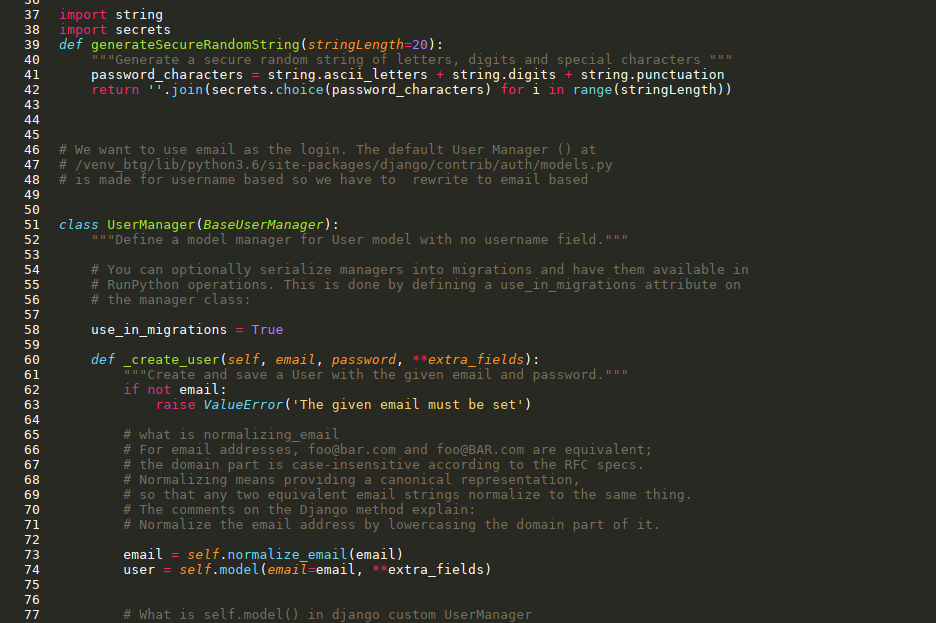 37 import string
38 import secrets
39 def generateSecureRandomString(stringLength=20):
40     """Generate a secure random string of letters, digits and special characters """
41     password_characters = string.ascii_letters + string.digits + string.punctuation
42     return ''.join(secrets.choice(password_characters) for i in range(stringLength))
43
44
45
46 # We want to use email as the login. The default User Manager () at
47 # /venv_btg/lib/python3.6/site-packages/django/contrib/auth/models.py
48 # is made for username based so we have to  rewrite to email based
49
50
51 class UserManager(BaseUserManager):
52     """Define a model manager for User model with no username field."""
53
54     # You can optionally serialize managers into migrations and have them available in
55     # RunPython operations. This is done by defining a use_in_migrations attribute on
56     # the manager class:
57
58     use_in_migrations = True
59
60     def _create_user(self, email, password, **extra_fields):
61         """Create and save a User with the given email and password."""
62         if not email:
63             raise ValueError('The given email must be set')
64
65         # what is normalizing_email
66         # For email addresses, foo@bar.com and foo@BAR.com are equivalent;
67         # the domain part is case-insensitive according to the RFC specs.
68         # Normalizing means providing a canonical representation,
69         # so that any two equivalent email strings normalize to the same thing.
70         # The comments on the Django method explain:
71         # Normalize the email address by lowercasing the domain part of it.
72
73         email = self.normalize_email(email)
74         user = self.model(email=email, **extra_fields)
75
76
77         # What is self.model() in django custom UserManager